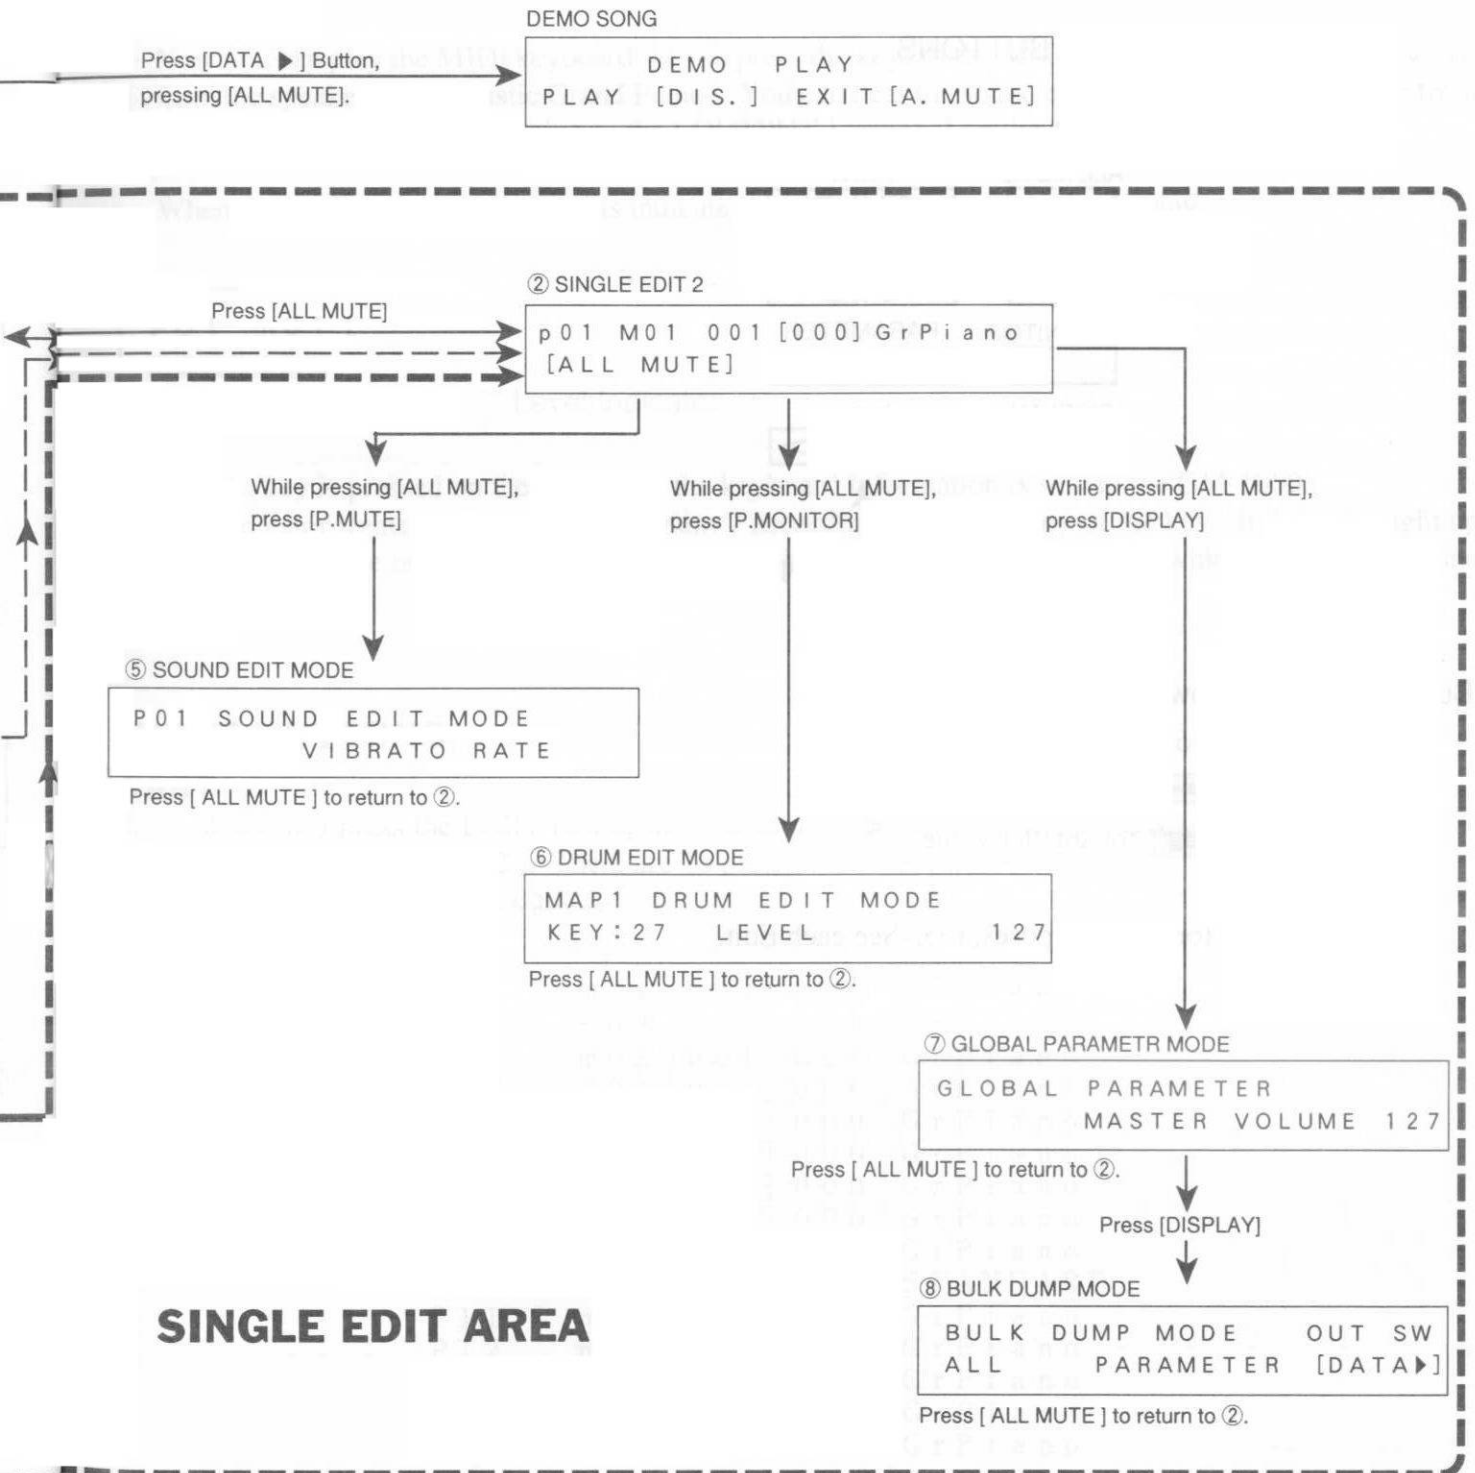 DEMO SONG
Press [DATA ▶] Button,
pressing [ALL MUTE].
DEMO PLAY
PLAY [DIS.] EXIT [A. MUTE]
② SINGLE EDIT 2
Press [ALL MUTE]
p01 M01 001 [000] GrPiano
[ALL MUTE]
While pressing [ALL MUTE],
press [P.MUTE]
While pressing [ALL MUTE],
press [P.MONITOR]
While pressing [ALL MUTE],
press [DISPLAY]
⑤ SOUND EDIT MODE
P01 SOUND EDIT MODE
VIBRATO RATE
Press [ ALL MUTE ] to return to ②.
⑥ DRUM EDIT MODE
MAP1 DRUM EDIT MODE
KEY:27 LEVEL 127
Press [ ALL MUTE ] to return to ②.
⑦ GLOBAL PARAMETR MODE
GLOBAL PARAMETER
MASTER VOLUME 127
Press [ ALL MUTE ] to return to ②.
Press [DISPLAY]
⑧ BULK DUMP MODE
BULK DUMP MODE OUT SW
ALL PARAMETER [DATA▶]
Press [ ALL MUTE ] to return to ②.
SINGLE EDIT AREA